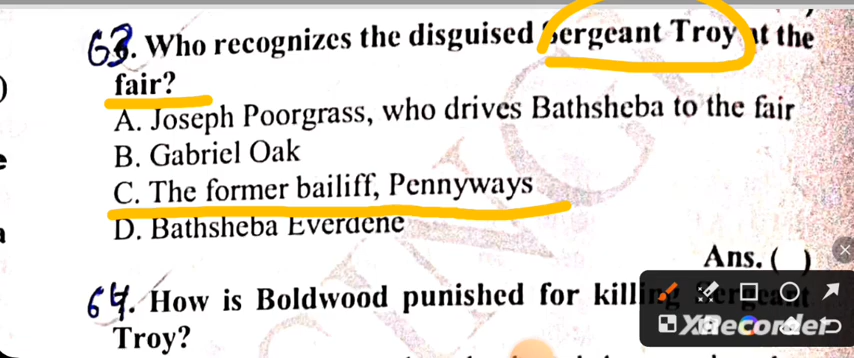 63. Who recognizes the disguised Sergeant Troy at the
fair?
A. Joseph Poorgrass, who drives Bathsheba to the fair
B. Gabriel Oak
C. The former bailiff, Pennyways
D. Bathsheba Everdene
Ans. ( )
64. How is Boldwood punished for killing Sergeant
Troy?
XRecorder